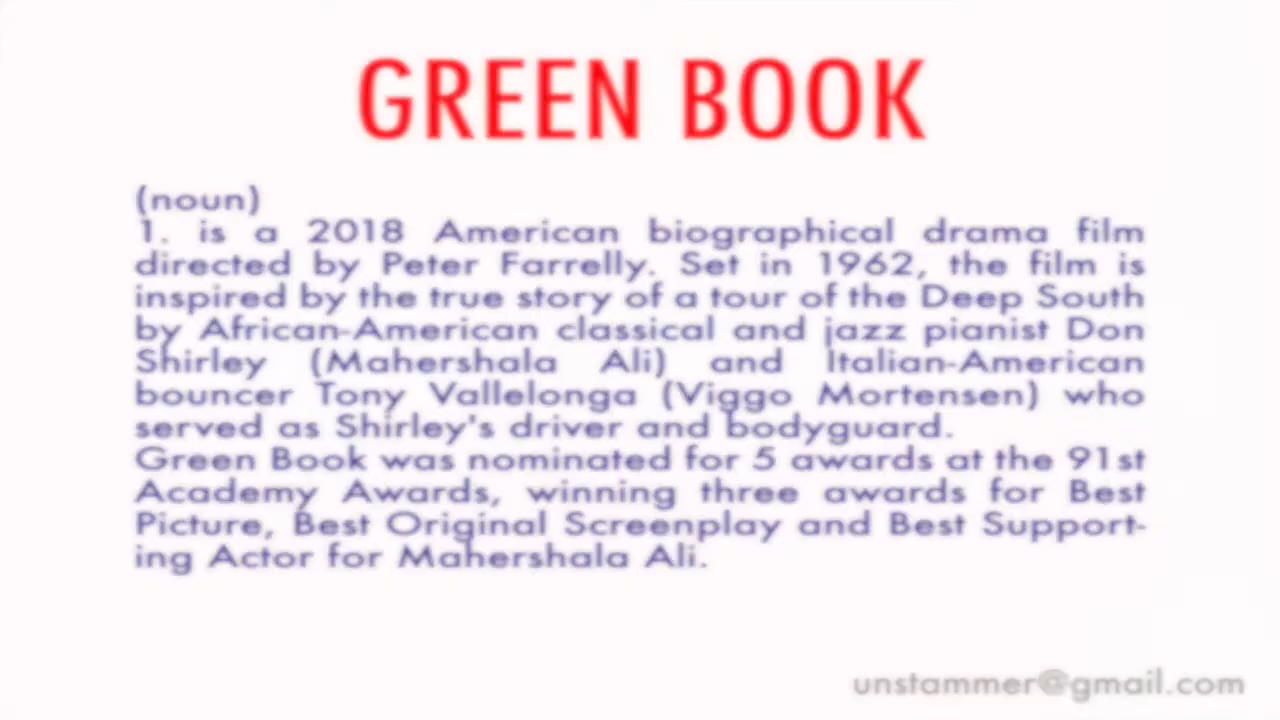 GREEN BOOK
(noun)
1. is a 2018 American biographical drama film
directed by Peter Farrelly. Set in 1962, the film is
inspired by the true story of a tour of the Deep South
by African-American classical and jazz pianist Don
Shirley (Mahershala Ali) and Italian-American
bouncer Tony Vallelonga (Viggo Mortensen) who
served as Shirley's driver and bodyguard.
Green Book was nominated for 5 awards at the 91st
Academy Awards, winning three awards for Best
Picture, Best Original Screenplay and Best Support-
ing Actor for Mahershala Ali.
unstammer@gmail.com